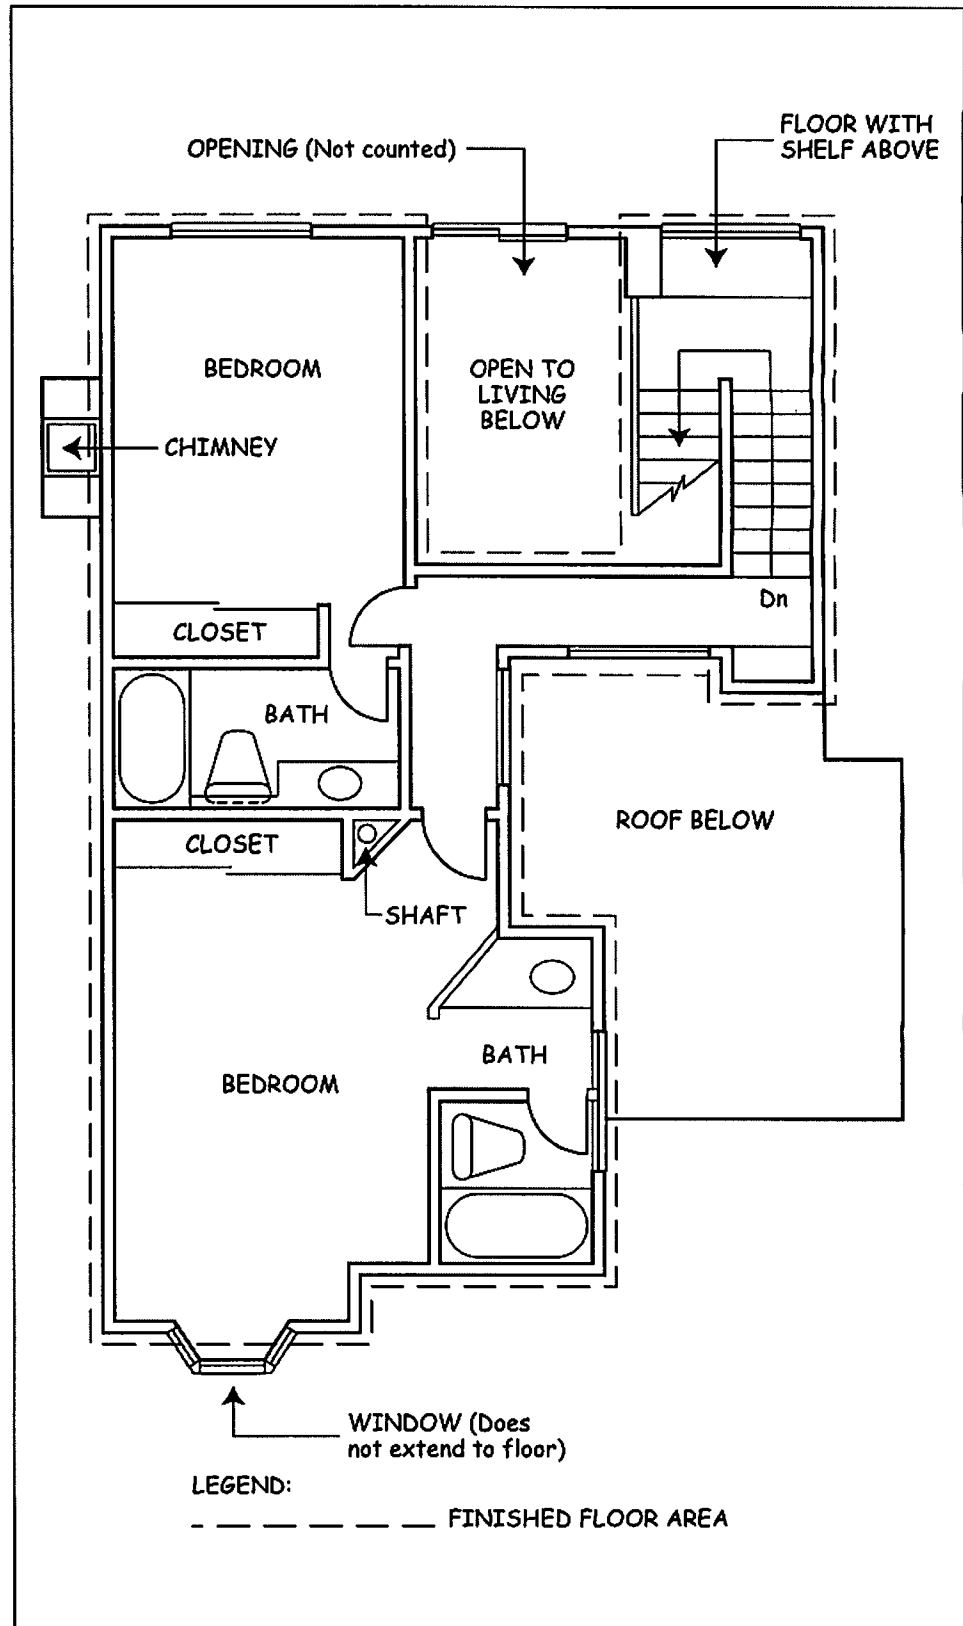 FLOOR WITH
SHELF ABOVE
OPENING (Not counted)
BEDROOM
OPEN TO
LIVING
BELOW
CHIMNEY
Dn
CLOSET
BATH
ROOF BELOW
CLOSET
SHAFT
BATH
BEDROOM
WINDOW (Does
not extend to floor)
LEGEND:
FINISHED FLOOR AREA